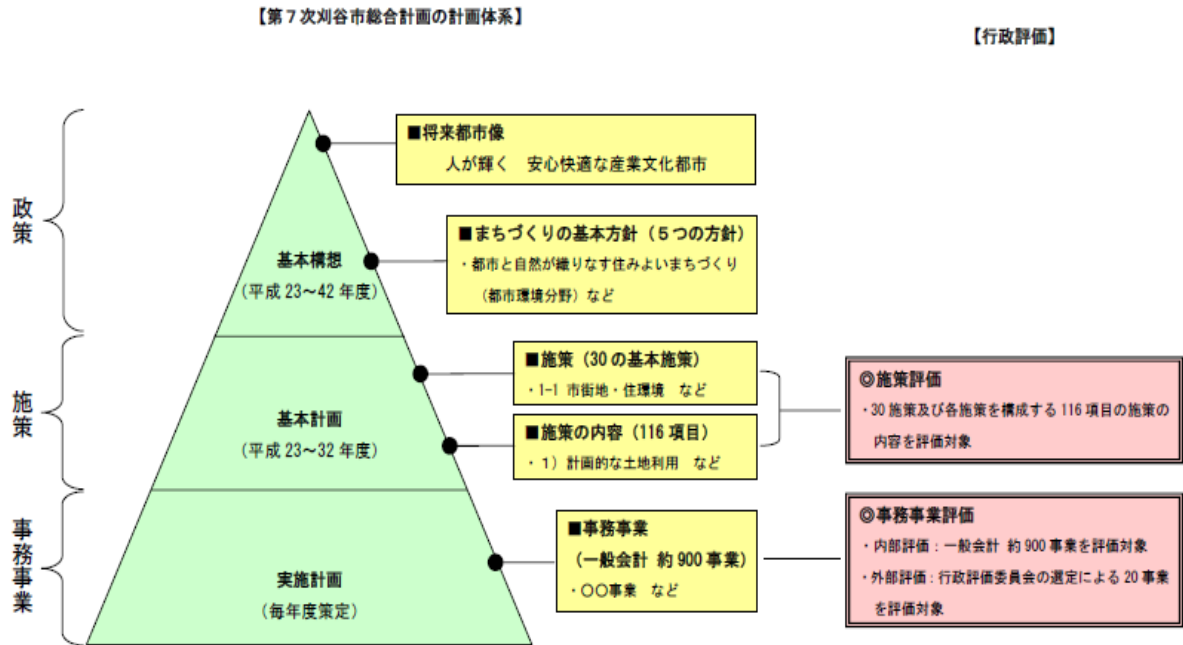 【第７次刈谷市総合計画の計画体系】
【行政評価】
政策
施策
事務事業
基本構想
（平成 23～42 年度）
基本計画
（平成 23～32 年度）
実施計画
（毎年度策定）
■将来都市像
人が輝く　安心快適な産業文化都市
■まちづくりの基本方針（５つの方針）
・都市と自然が織りなす住みよいまちづくり
（都市環境分野）など
■施策（30 の基本施策）
・1-1 市街地・住環境　など
■施策の内容（116 項目）
・１）計画的な土地利用　など
■事務事業
（一般会計 約 900 事業）
・〇〇事業　など
◎施策評価
・30 施策及び各施策を構成する 116 項目の施策の
内容を評価対象
◎事務事業評価
・内部評価：一般会計 約 900 事業を評価対象
・外部評価：行政評価委員会の選定による 20 事業
を評価対象